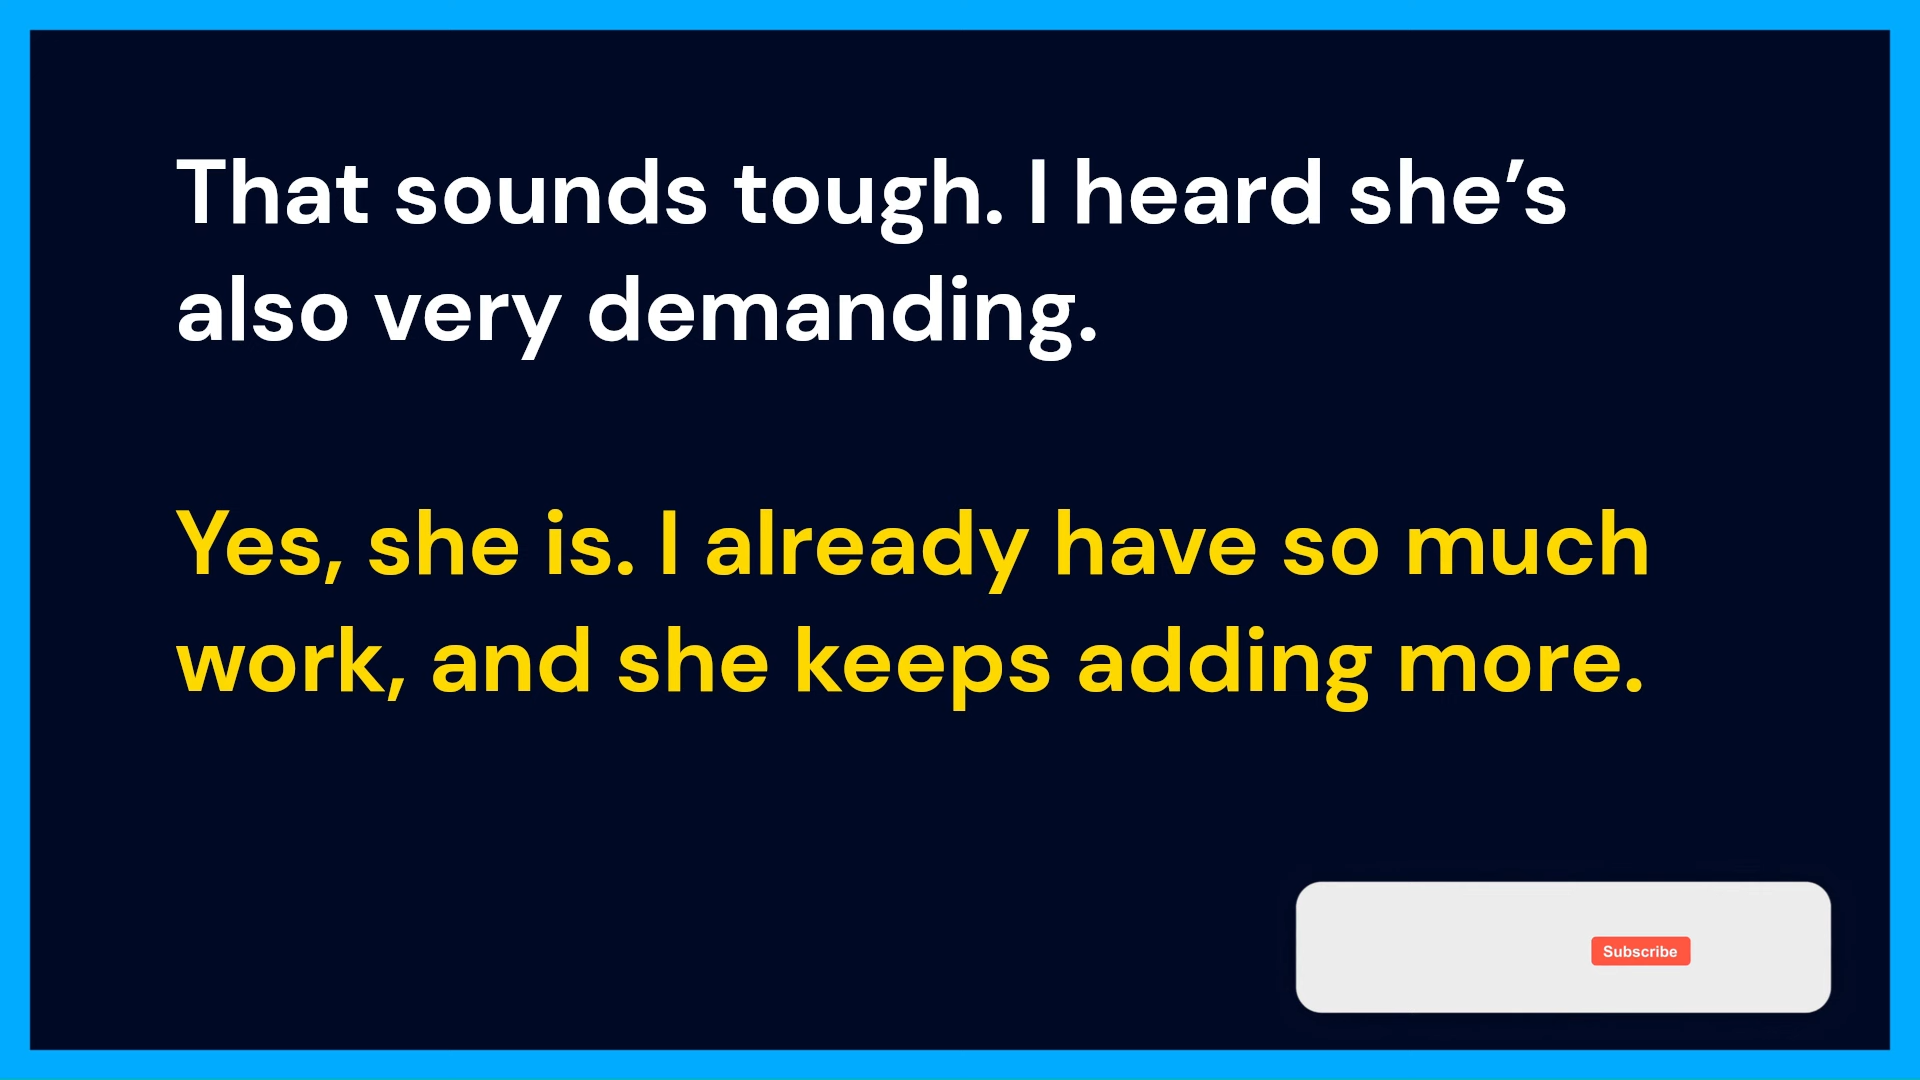 That sounds tough. I heard she’s
also very demanding.
Yes, she is. I already have so much
work, and she keeps adding more.
Subscribe